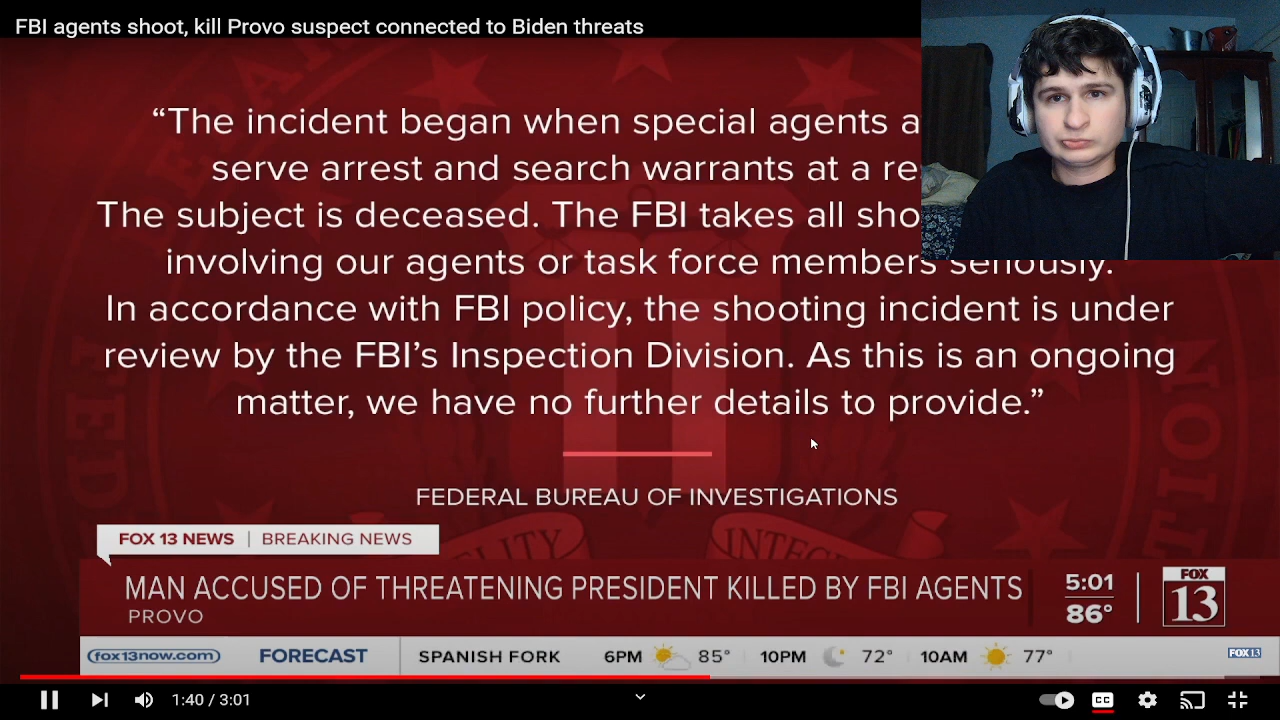 FBI agents shoot, kill Provo suspect connected to Biden threats
“The incident began when special agents a
serve arrest and search warrants at a re
The subject is deceased. The FBI takes all sho
involving our agents or task force members seriously.
In accordance with FBI policy, the shooting incident is under
review by the FBI’s Inspection Division. As this is an ongoing
matter, we have no further details to provide.”
FEDERAL BUREAU OF INVESTIGATIONS
FOX 13 NEWS | BREAKING NEWS
MAN ACCUSED OF THREATENING PRESIDENT KILLED BY FBI AGENTS
PROVO
5:01
86°
FOX
13
fox13now.com FORECAST SPANISH FORK 6PM 85° 10PM 72° 10AM 77° FOX13
1:40 / 3:01
CC